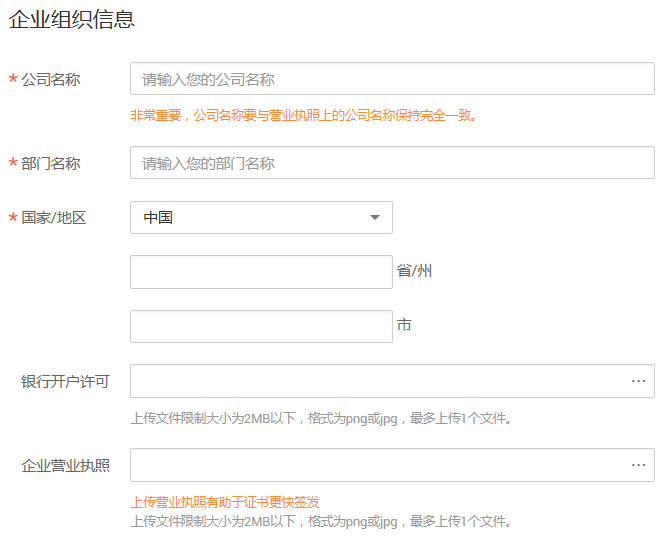 企业组织信息
* 公司名称 请输入您的公司名称
非常重要，公司名称要与营业执照上的公司名称保持完全一致。
* 部门名称 请输入您的部门名称
* 国家/地区 中国
省/州
市
银行开户许可 ...
上传文件限制大小为2MB以下，格式为png或jpg，最多上传1个文件。
企业营业执照 ...
上传营业执照有助于证书更快签发
上传文件限制大小为2MB以下，格式为png或jpg，最多上传1个文件。